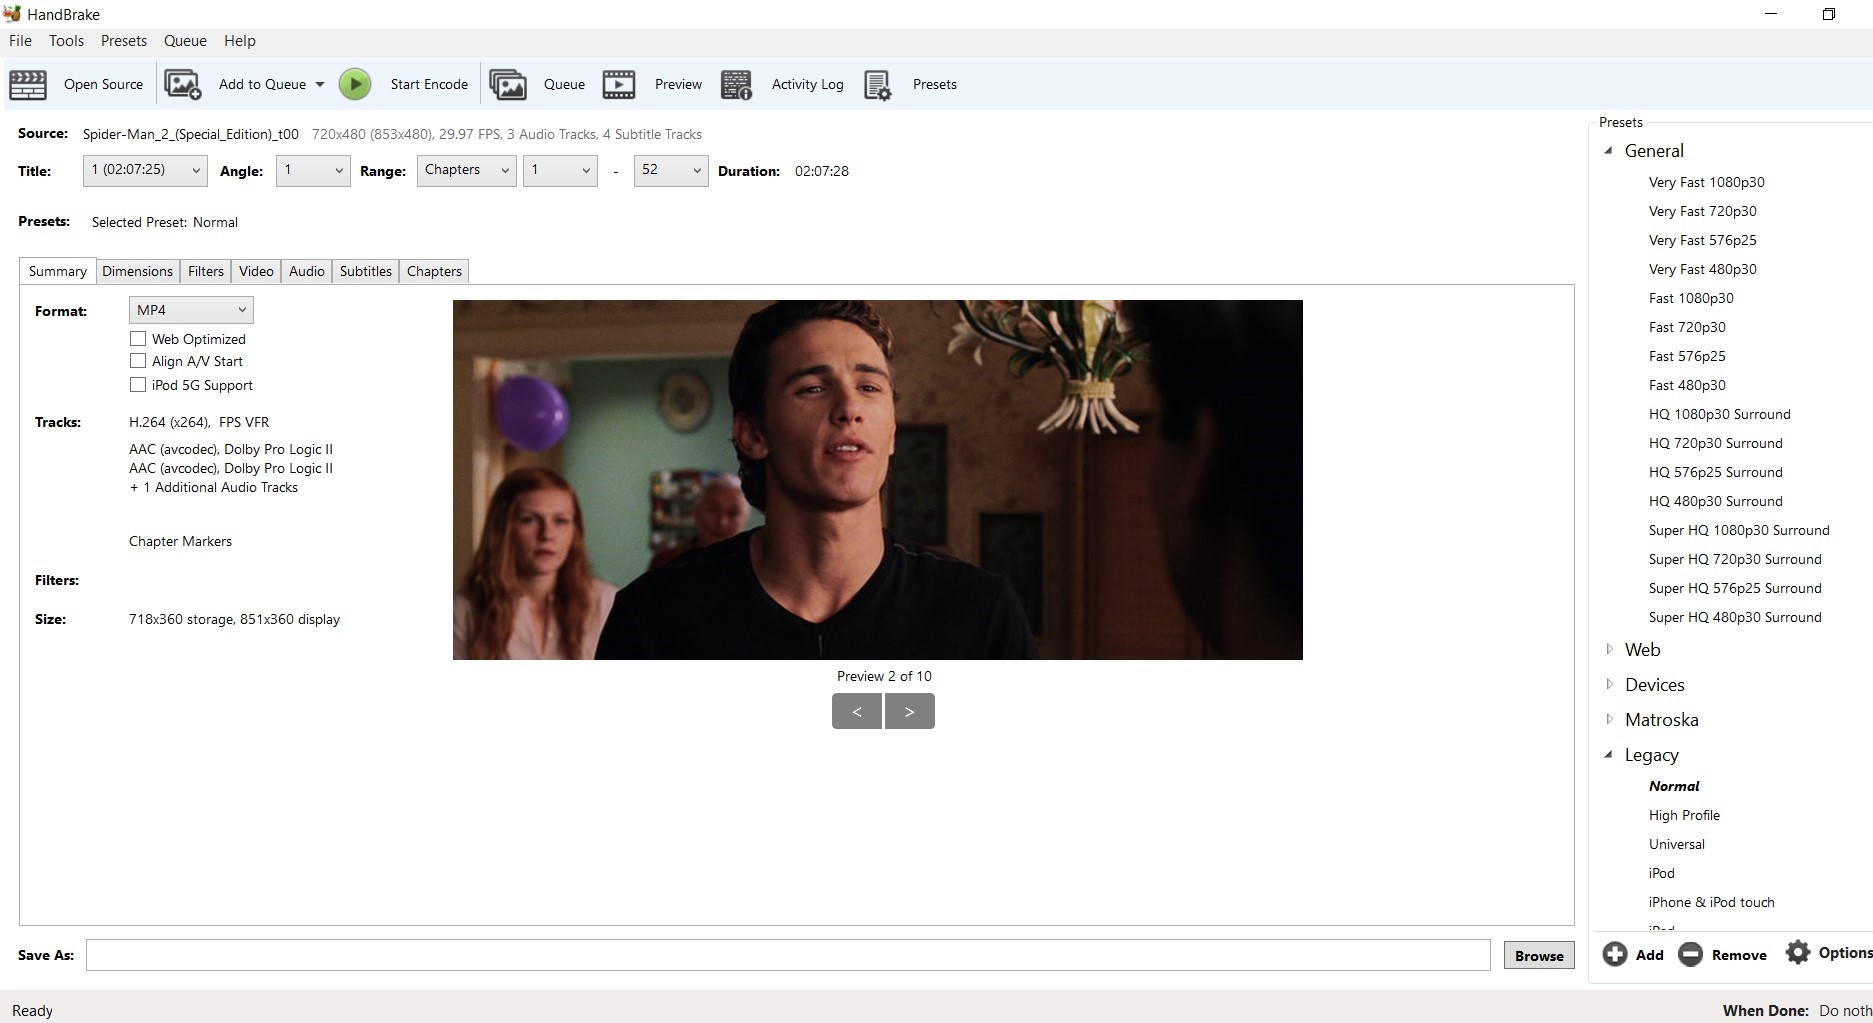 HandBrake
File Tools Presets Queue Help
Open Source Add to Queue Start Encode Queue Preview Activity Log Presets
Source: Spider-Man_2_(Special_Edition)_t00 720x480 (853x480), 29.97 FPS, 3 Audio Tracks, 4 Subtitle Tracks
Title: 1 (02:07:25) Angle: 1 Range: Chapters 1 - 52 Duration: 02:07:28
Presets: Selected Preset: Normal
Summary Dimensions Filters Video Audio Subtitles Chapters
Format: MP4
Web Optimized
Align A/V Start
iPod 5G Support
Tracks: H.264 (x264), FPS VFR
AAC (avcodec), Dolby Pro Logic II
AAC (avcodec), Dolby Pro Logic II
+ 1 Additional Audio Tracks
Chapter Markers
Filters:
Size: 718x360 storage, 851x360 display
Preview 2 of 10
< >
Save As: Browse
Presets
General
Very Fast 1080p30
Very Fast 720p30
Very Fast 576p25
Very Fast 480p30
Fast 1080p30
Fast 720p30
Fast 576p25
Fast 480p30
HQ 1080p30 Surround
HQ 720p30 Surround
HQ 576p25 Surround
HQ 480p30 Surround
Super HQ 1080p30 Surround
Super HQ 720p30 Surround
Super HQ 576p25 Surround
Super HQ 480p30 Surround
Web
Devices
Matroska
Legacy
Normal
High Profile
Universal
iPod
iPhone & iPod touch
Add Remove Options
Ready When Done: Do noth